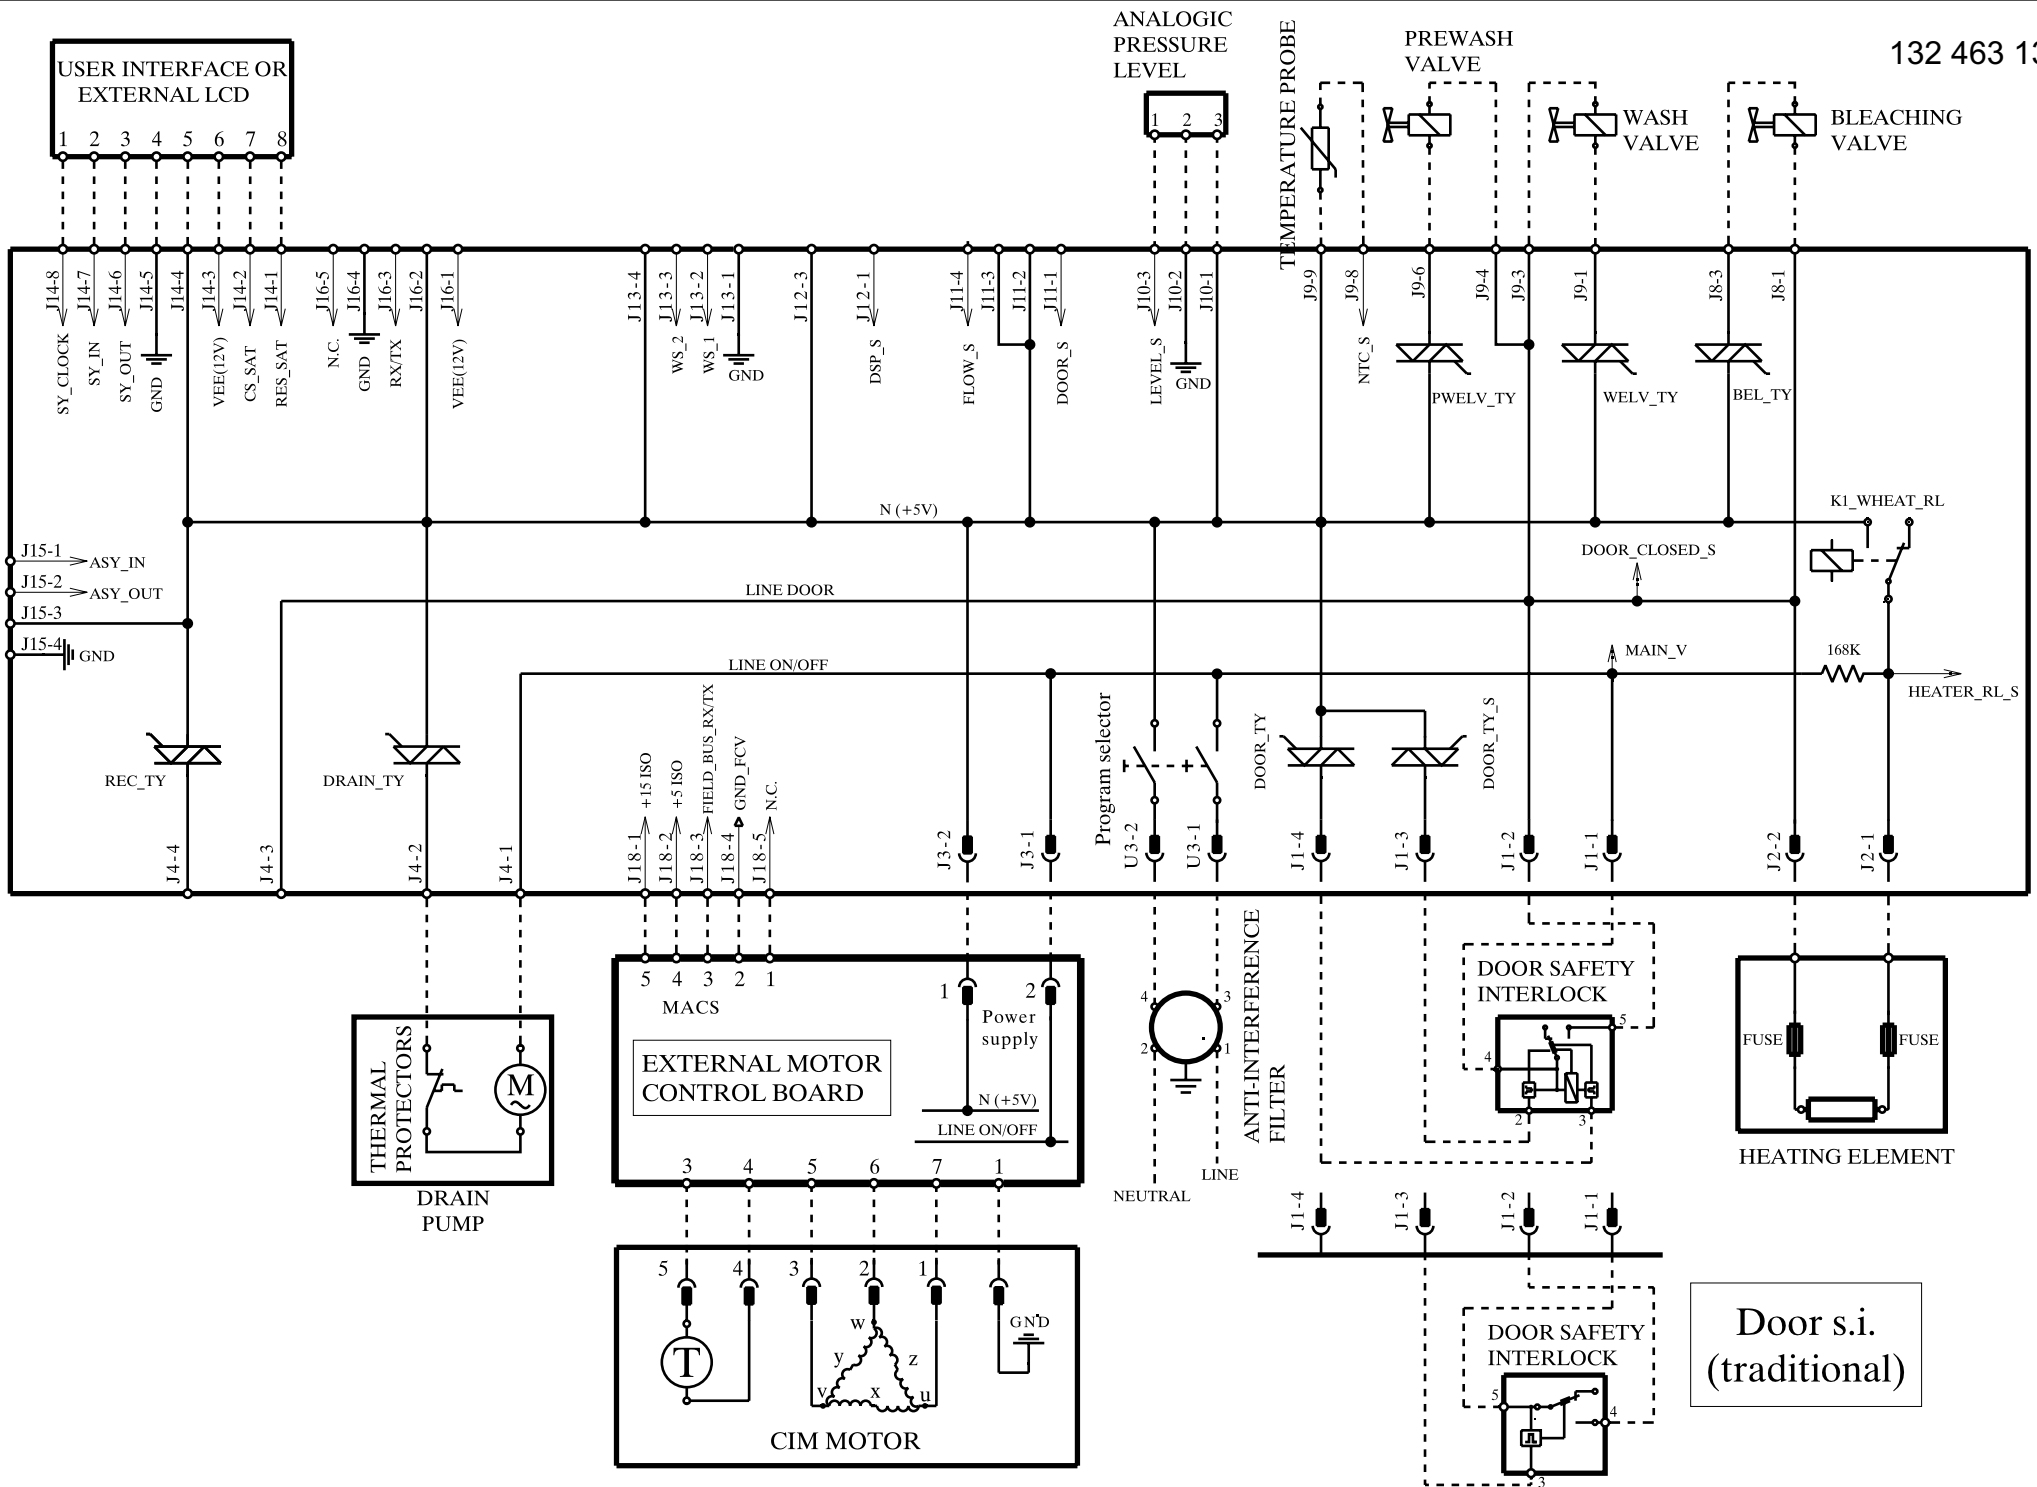 132 463 13
USER INTERFACE OR
EXTERNAL LCD
1 2 3 4 5 6 7 8
ANALOGIC
PRESSURE
LEVEL
1 2 3
TEMPERATURE PROBE
PREWASH
VALVE
WASH
VALVE
BLEACHING
VALVE
J14-8
J14-7
J14-6
J14-5
J14-4
J14-3
J14-2
J14-1
J16-5
J16-4
J16-3
J16-2
J16-1
J13-4
J13-3
J13-2
J13-1
J12-3
J12-1
J11-4
J11-3
J11-2
J11-1
J10-3
J10-2
J10-1
J9-9
J9-8
J9-6
J9-4
J9-3
J9-1
J8-3
J8-1
SY_CLOCK
SY_IN
SY_OUT
GND
VEE(12V)
CS_SAT
RES_SAT
N.C.
GND
RX/TX
VEE(12V)
WS_2
WS_1
GND
DSP_S
FLOW_S
DOOR_S
LEVEL_S
GND
NTC_S
PWELV_TY
WELV_TY
BEL_TY
N (+5V)
K1_WHEAT_RL
J15-1
ASY_IN
J15-2
ASY_OUT
J15-3
J15-4
GND
LINE DOOR
DOOR_CLOSED_S
LINE ON/OFF
MAIN_V
168K
HEATER_RL_S
REC_TY
DRAIN_TY
+15 ISO
+5 ISO
FIELD_BUS_RX/TX
GND_FCV
N.C.
Program selector
DOOR_TY
DOOR_TY_S
J4-4
J4-3
J4-2
J4-1
J18-1
J18-2
J18-3
J18-4
J18-5
J3-2
J3-1
U3-2
U3-1
J1-4
J1-3
J1-2
J1-1
J2-2
J2-1
5 4 3 2 1
MACS
1 2
Power
supply
EXTERNAL MOTOR
CONTROL BOARD
N (+5V)
LINE ON/OFF
3 4 5 6 7 1
THERMAL
PROTECTORS
M
DRAIN
PUMP
4 3
2 1
ANTI-INTERFERENCE
FILTER
NEUTRAL
LINE
DOOR SAFETY
INTERLOCK
5
4
2 3
FUSE
FUSE
HEATING ELEMENT
5 4 3 2 1
T
w
y z
v x u
GND
CIM MOTOR
J1-4
J1-3
J1-2
J1-1
DOOR SAFETY
INTERLOCK
5
4
3
Door s.i.
(traditional)